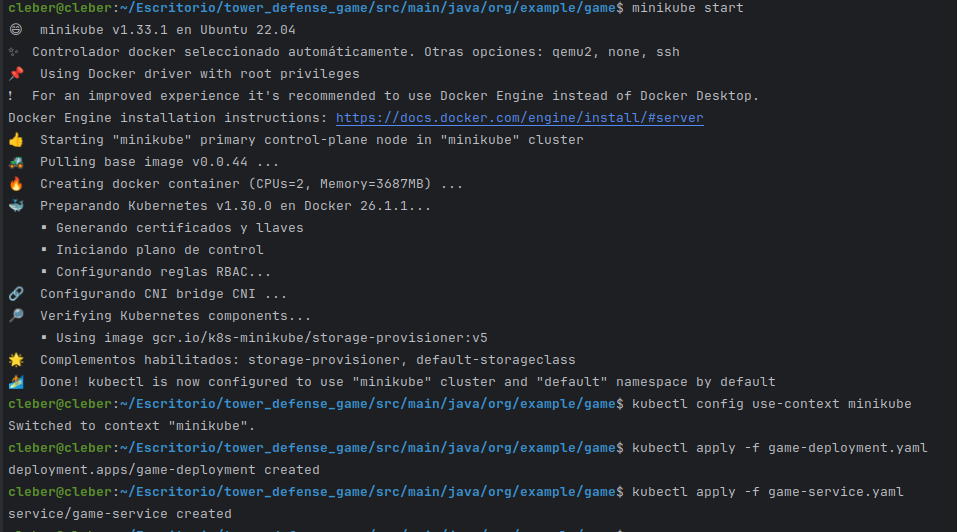 cleber@cleber:~/Escritorio/tower_defense_game/src/main/java/org/example/game$ minikube start
😄  minikube v1.33.1 en Ubuntu 22.04
✨  Controlador docker seleccionado automáticamente. Otras opciones: qemu2, none, ssh
📌  Using Docker driver with root privileges
❗  For an improved experience it's recommended to use Docker Engine instead of Docker Desktop.
Docker Engine installation instructions: https://docs.docker.com/engine/install/#server
👍  Starting "minikube" primary control-plane node in "minikube" cluster
🚜  Pulling base image v0.0.44 ...
🔥  Creating docker container (CPUs=2, Memory=3687MB) ...
🐳  Preparando Kubernetes v1.30.0 en Docker 26.1.1...
    ▪ Generando certificados y llaves
    ▪ Iniciando plano de control
    ▪ Configurando reglas RBAC...
🔗  Configurando CNI bridge CNI ...
🔎  Verifying Kubernetes components...
    ▪ Using image gcr.io/k8s-minikube/storage-provisioner:v5
🌟  Complementos habilitados: storage-provisioner, default-storageclass
🏄  Done! kubectl is now configured to use "minikube" cluster and "default" namespace by default
cleber@cleber:~/Escritorio/tower_defense_game/src/main/java/org/example/game$ kubectl config use-context minikube
Switched to context "minikube".
cleber@cleber:~/Escritorio/tower_defense_game/src/main/java/org/example/game$ kubectl apply -f game-deployment.yaml
deployment.apps/game-deployment created
cleber@cleber:~/Escritorio/tower_defense_game/src/main/java/org/example/game$ kubectl apply -f game-service.yaml
service/game-service created